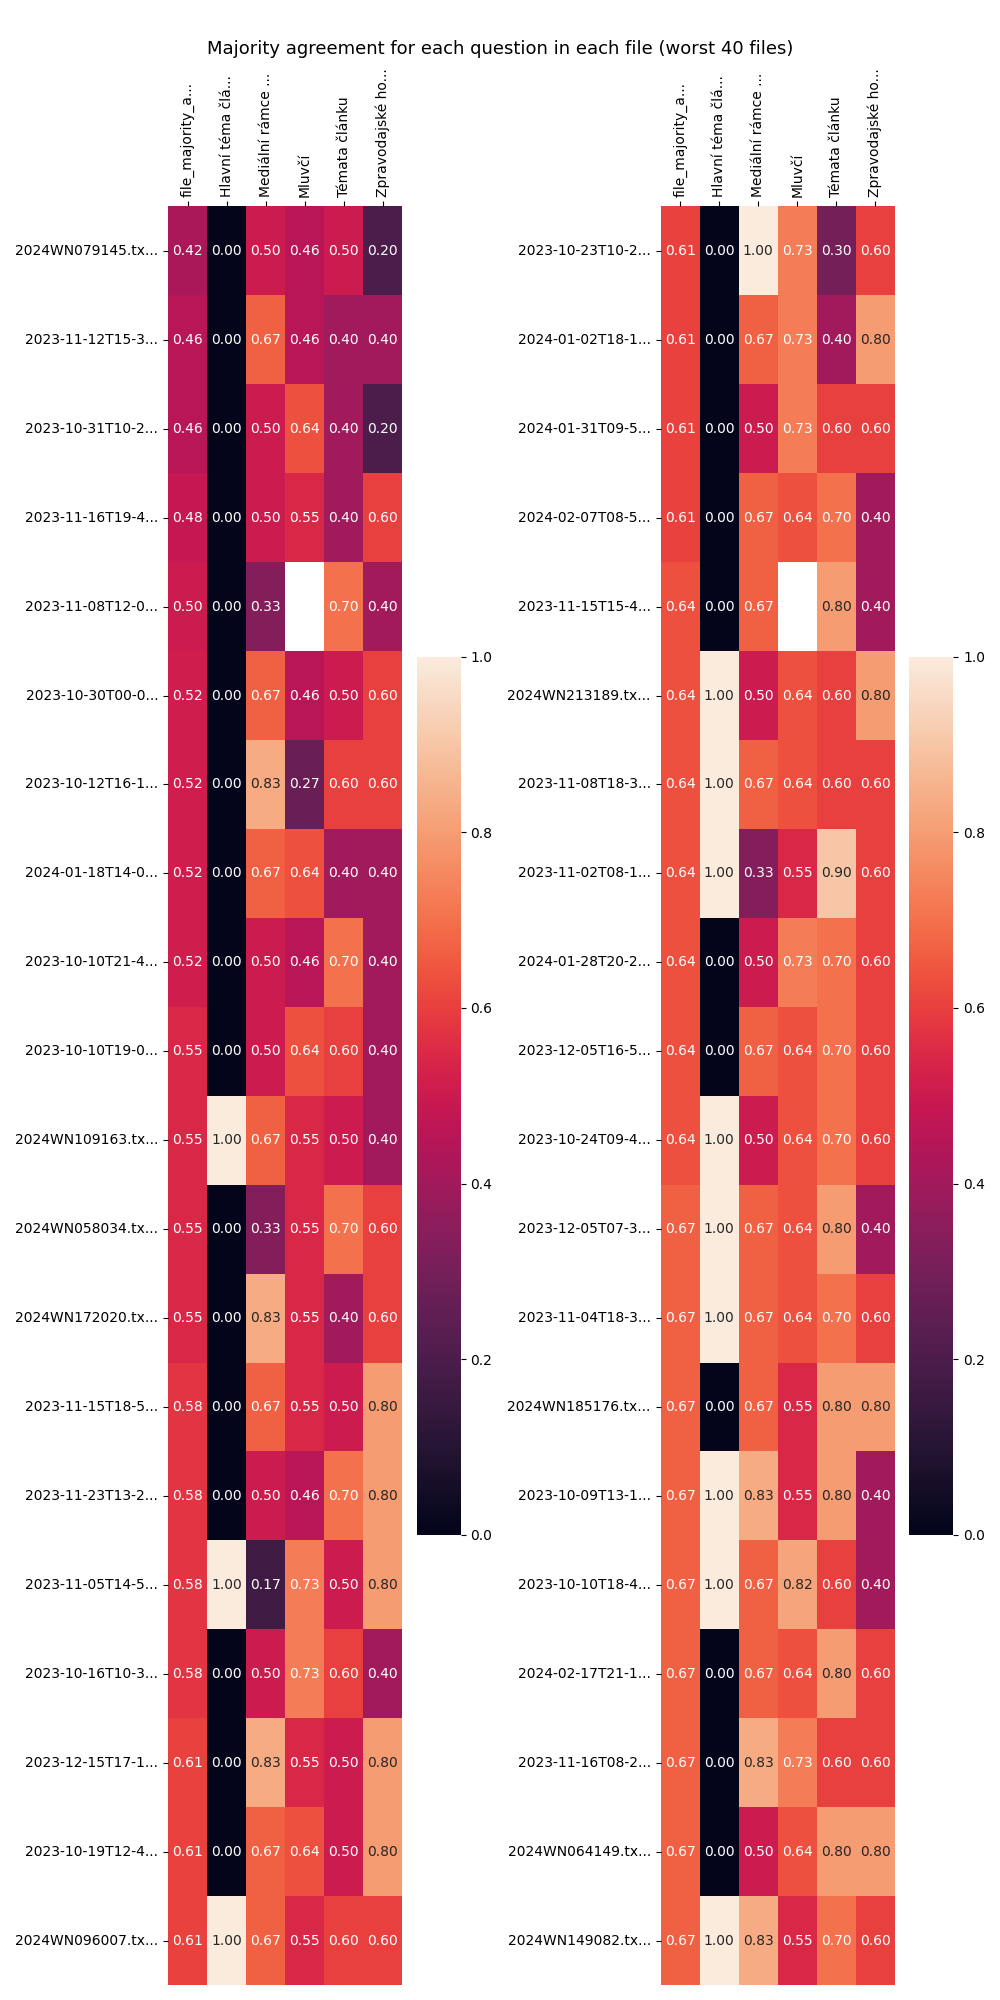 Majority agreement for each question in each file (worst 40 files)
file_majority_a...
Hlavní téma člá...
Mediální rámce ...
Mluvčí
Témata článku
Zpravodajské ho...
2024WN079145.tx... 0.42 0.00 0.50 0.46 0.50 0.20
2023-11-12T15-3... 0.46 0.00 0.67 0.46 0.40 0.40
2023-10-31T10-2... 0.46 0.00 0.50 0.64 0.40 0.20
2023-11-16T19-4... 0.48 0.00 0.50 0.55 0.40 0.60
2023-11-08T12-0... 0.50 0.00 0.33 0.70 0.40
2023-10-30T00-0... 0.52 0.00 0.67 0.46 0.50 0.60
2023-10-12T16-1... 0.52 0.00 0.83 0.27 0.60 0.60
2024-01-18T14-0... 0.52 0.00 0.67 0.64 0.40 0.40
2023-10-10T21-4... 0.52 0.00 0.50 0.46 0.70 0.40
2023-10-10T19-0... 0.55 0.00 0.50 0.64 0.60 0.40
2024WN109163.tx... 0.55 1.00 0.67 0.55 0.50 0.40
2024WN058034.tx... 0.55 0.00 0.33 0.55 0.70 0.60
2024WN172020.tx... 0.55 0.00 0.83 0.55 0.40 0.60
2023-11-15T18-5... 0.58 0.00 0.67 0.55 0.50 0.80
2023-11-23T13-2... 0.58 0.00 0.50 0.46 0.70 0.80
2023-11-05T14-5... 0.58 1.00 0.17 0.73 0.50 0.80
2023-10-16T10-3... 0.58 0.00 0.50 0.73 0.60 0.40
2023-12-15T17-1... 0.61 0.00 0.83 0.55 0.50 0.80
2023-10-19T12-4... 0.61 0.00 0.67 0.64 0.50 0.80
2024WN096007.tx... 0.61 1.00 0.67 0.55 0.60 0.60
1.0
0.8
0.6
0.4
0.2
0.0
file_majority_a...
Hlavní téma člá...
Mediální rámce ...
Mluvčí
Témata článku
Zpravodajské ho...
2023-10-23T10-2... 0.61 0.00 1.00 0.73 0.30 0.60
2024-01-02T18-1... 0.61 0.00 0.67 0.73 0.40 0.80
2024-01-31T09-5... 0.61 0.00 0.50 0.73 0.60 0.60
2024-02-07T08-5... 0.61 0.00 0.67 0.64 0.70 0.40
2023-11-15T15-4... 0.64 0.00 0.67 0.80 0.40
2024WN213189.tx... 0.64 1.00 0.50 0.64 0.60 0.80
2023-11-08T18-3... 0.64 1.00 0.67 0.64 0.60 0.60
2023-11-02T08-1... 0.64 1.00 0.33 0.55 0.90 0.60
2024-01-28T20-2... 0.64 0.00 0.50 0.73 0.70 0.60
2023-12-05T16-5... 0.64 0.00 0.67 0.64 0.70 0.60
2023-10-24T09-4... 0.64 1.00 0.50 0.64 0.70 0.60
2023-12-05T07-3... 0.67 1.00 0.67 0.64 0.80 0.40
2023-11-04T18-3... 0.67 1.00 0.67 0.64 0.70 0.60
2024WN185176.tx... 0.67 0.00 0.67 0.55 0.80 0.80
2023-10-09T13-1... 0.67 1.00 0.83 0.55 0.80 0.40
2023-10-10T18-4... 0.67 1.00 0.67 0.82 0.60 0.40
2024-02-17T21-1... 0.67 0.00 0.67 0.64 0.80 0.60
2023-11-16T08-2... 0.67 0.00 0.83 0.73 0.60 0.60
2024WN064149.tx... 0.67 0.00 0.50 0.64 0.80 0.80
2024WN149082.tx... 0.67 1.00 0.83 0.55 0.70 0.60
1.0
0.8
0.6
0.4
0.2
0.0